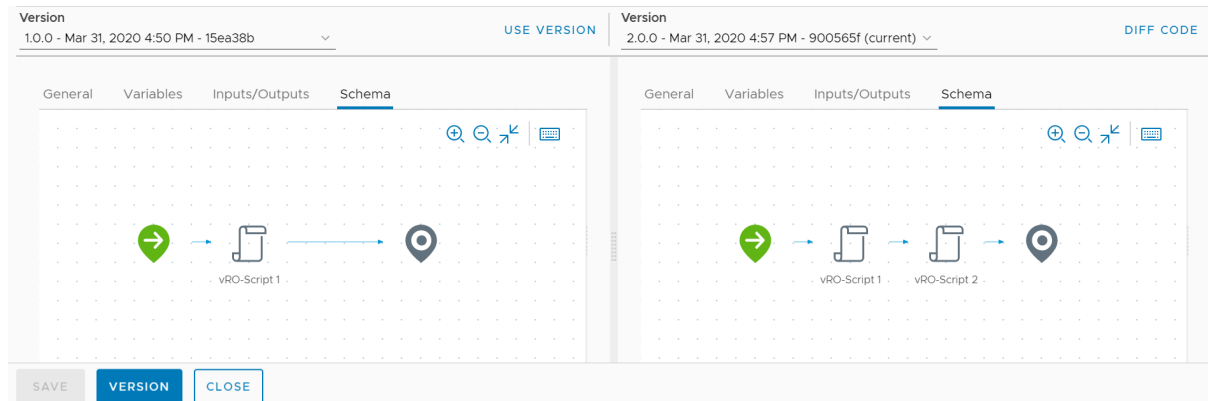 Version
1.0.0 - Mar 31, 2020 4:50 PM - 15ea38b
USE VERSION
General Variables Inputs/Outputs Schema
vRO-Script 1
Version
2.0.0 - Mar 31, 2020 4:57 PM - 900565f (current)
DIFF CODE
General Variables Inputs/Outputs Schema
vRO-Script 1 vRO-Script 2
SAVE VERSION CLOSE